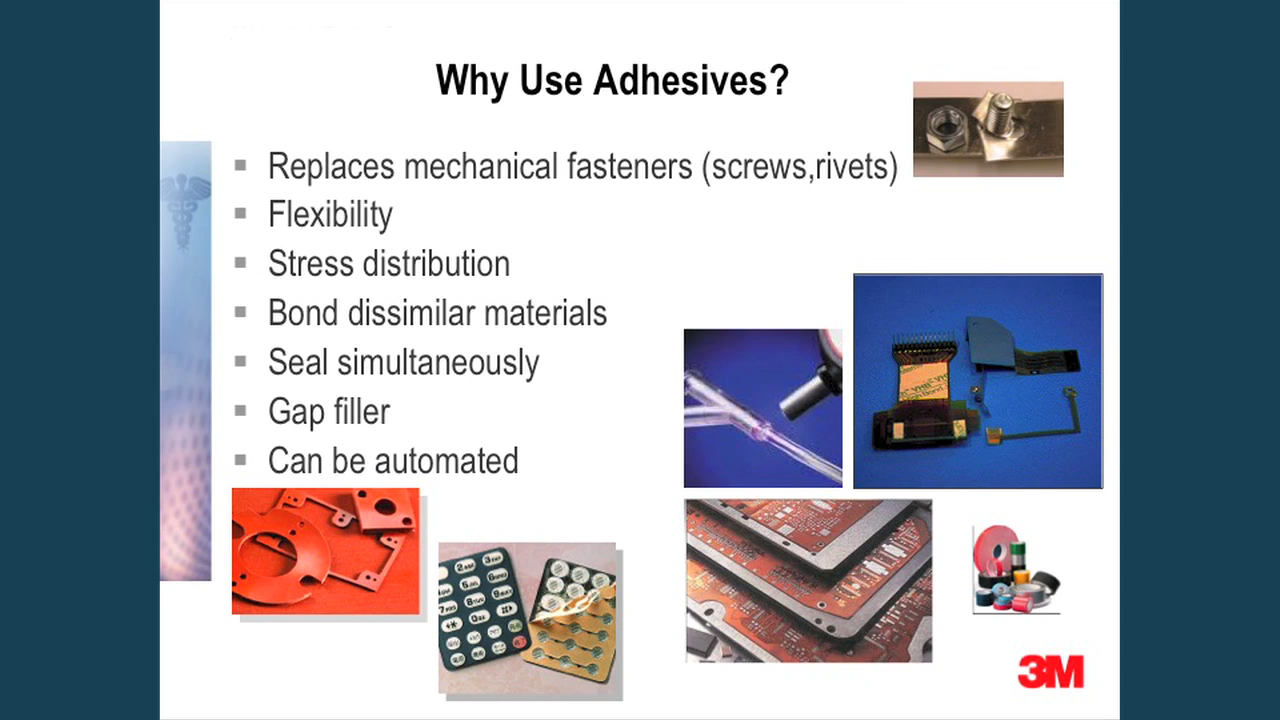 Why Use Adhesives?
Replaces mechanical fasteners (screws,rivets)
Flexibility
Stress distribution
Bond dissimilar materials
Seal simultaneously
Gap filler
Can be automated
3M